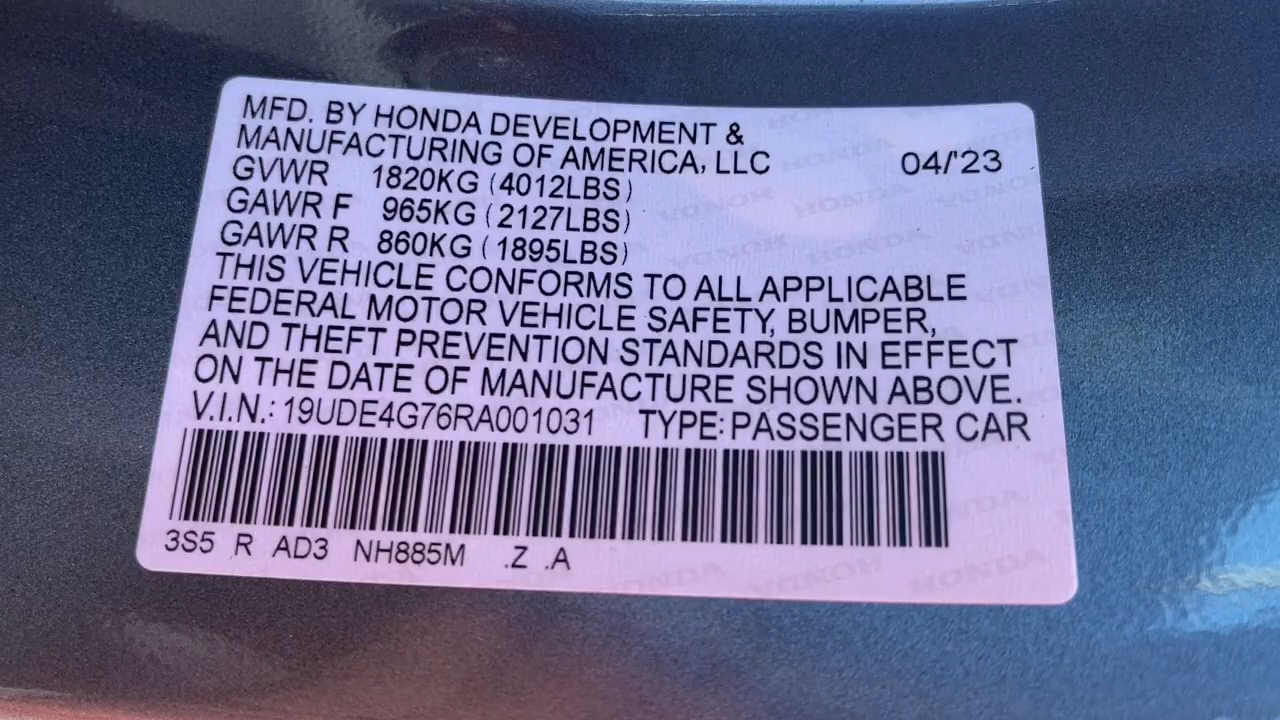 MFD. BY HONDA DEVELOPMENT &
MANUFACTURING OF AMERICA, LLC 04/'23
GVWR 1820KG (4012LBS)
GAWR F 965KG (2127LBS)
GAWR R 860KG (1895LBS)
THIS VEHICLE CONFORMS TO ALL APPLICABLE
FEDERAL MOTOR VEHICLE SAFETY, BUMPER,
AND THEFT PREVENTION STANDARDS IN EFFECT
ON THE DATE OF MANUFACTURE SHOWN ABOVE.
V.I.N.: 19UDE4G76RA001031 TYPE: PASSENGER CAR
3S5 R AD3 NH885M .Z .A